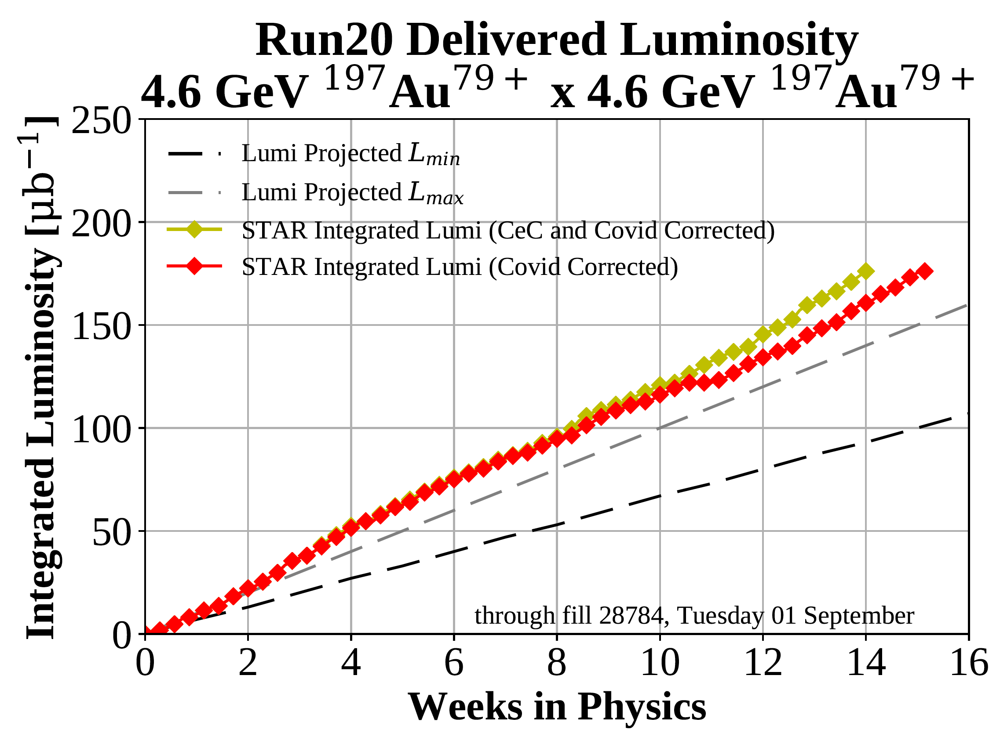 Run20 Delivered Luminosity
4.6 GeV ¹⁹⁷Au⁷⁹⁺ x 4.6 GeV ¹⁹⁷Au⁷⁹⁺
Integrated Luminosity [μb⁻¹]
250
200
150
100
50
0
Lumi Projected L_min
Lumi Projected L_max
STAR Integrated Lumi (CeC and Covid Corrected)
STAR Integrated Lumi (Covid Corrected)
through fill 28784, Tuesday 01 September
0 2 4 6 8 10 12 14 16
Weeks in Physics